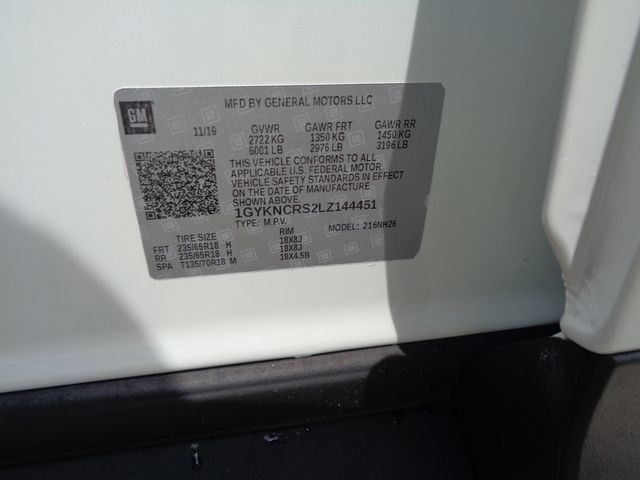 GM
MFD BY GENERAL MOTORS LLC
11/19 GVWR GAWR FRT GAWR RR
2722 KG 1350 KG 1450 KG
6001 LB 2976 LB 3196 LB
THIS VEHICLE CONFORMS TO ALL
APPLICABLE U.S. FEDERAL MOTOR
VEHICLE SAFETY STANDARDS IN EFFECT
ON THE DATE OF MANUFACTURE
SHOWN ABOVE.
1GYKNCRS2LZ144451
TYPE: M.P.V. MODEL: 216NH26
TIRE SIZE RIM
FRT 235/65R18 H 18X8J
RR 235/65R18 H 18X8J
SPA T135/70R18 M 18X4.5B